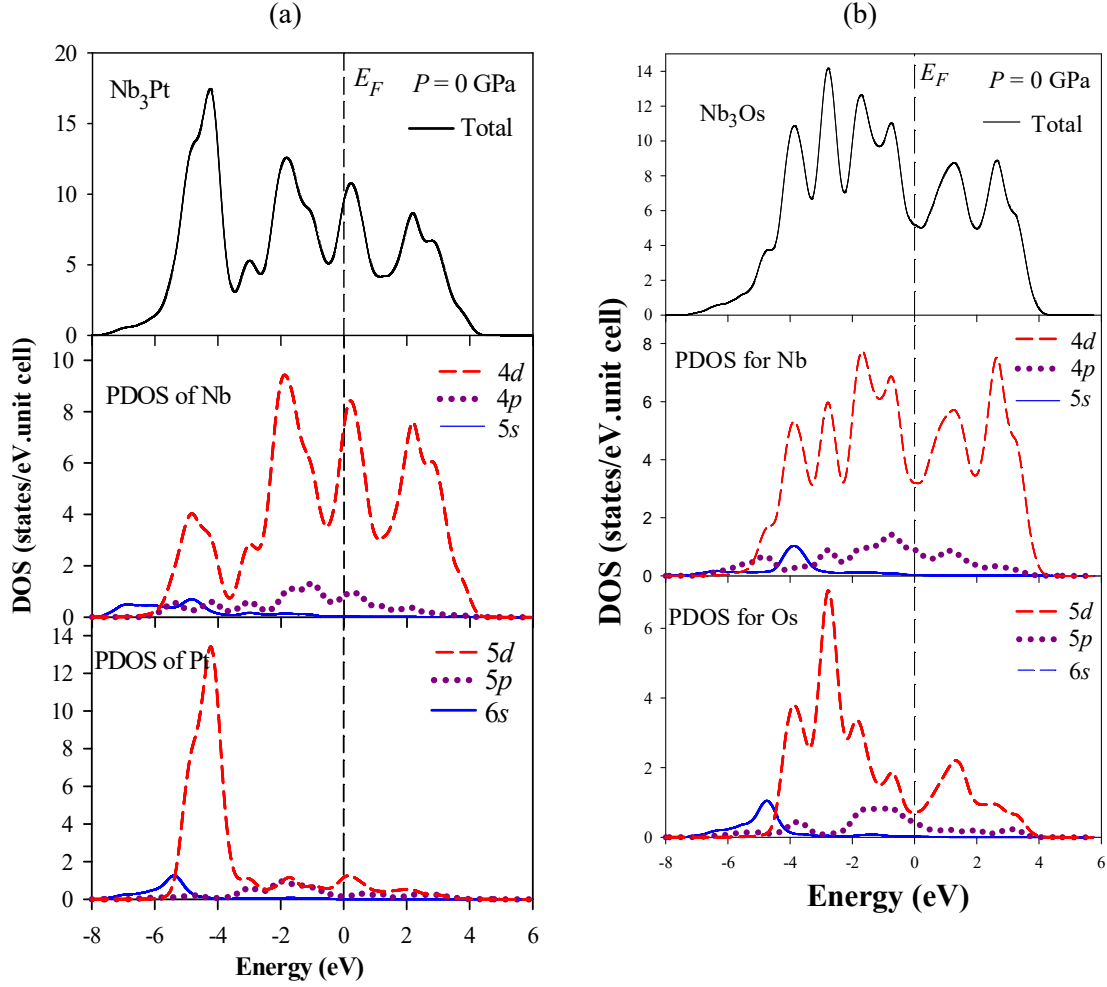 (a)
20
15
10
5
0
Nb3Pt
EF
P = 0 GPa
Total
10
8
6
4
2
0
PDOS of Nb
4d
4p
5s
14
12
10
8
6
4
2
0
PDOS of Pt
5d
5p
6s
-8 -6 -4 -2 0 2 4 6
Energy (eV)
DOS (states/eV.unit cell)
(b)
14
12
10
8
6
4
2
0
Nb3Os
EF
P = 0 GPa
Total
8
6
4
2
0
PDOS for Nb
4d
4p
5s
6
4
2
0
PDOS for Os
5d
5p
6s
-8 -6 -4 -2 0 2 4 6
Energy (eV)
DOS (states/eV.unit cell)